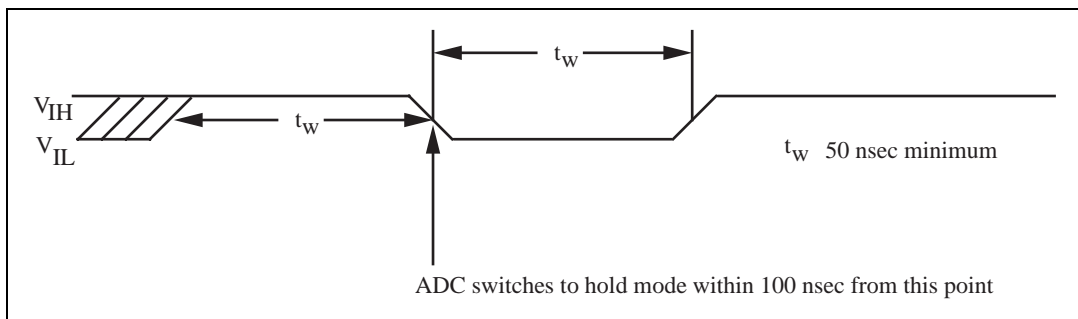 t_w
V_IH
t_w
V_IL
t_w 50 nsec minimum
ADC switches to hold mode within 100 nsec from this point